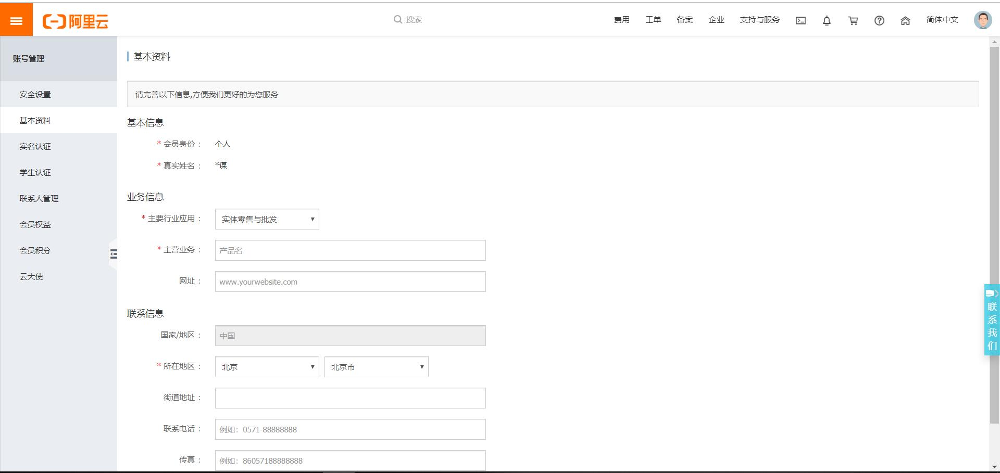 阿里云
搜索
费用 工单 备案 企业 支持与服务 简体中文
账号管理
安全设置
基本资料
实名认证
学生认证
联系人管理
会员权益
会员积分
云大使
基本资料
请完善以下信息,方便我们更好的为您服务
基本信息
* 会员身份： 个人
* 真实姓名： *谋
业务信息
* 主要行业应用： 实体零售与批发
* 主营业务： 产品名
网址： www.yourwebsite.com
联系信息
国家/地区： 中国
* 所在地区： 北京 北京市
街道地址：
联系电话： 例如：0571-88888888
传真： 例如：86057188888888
联系我们